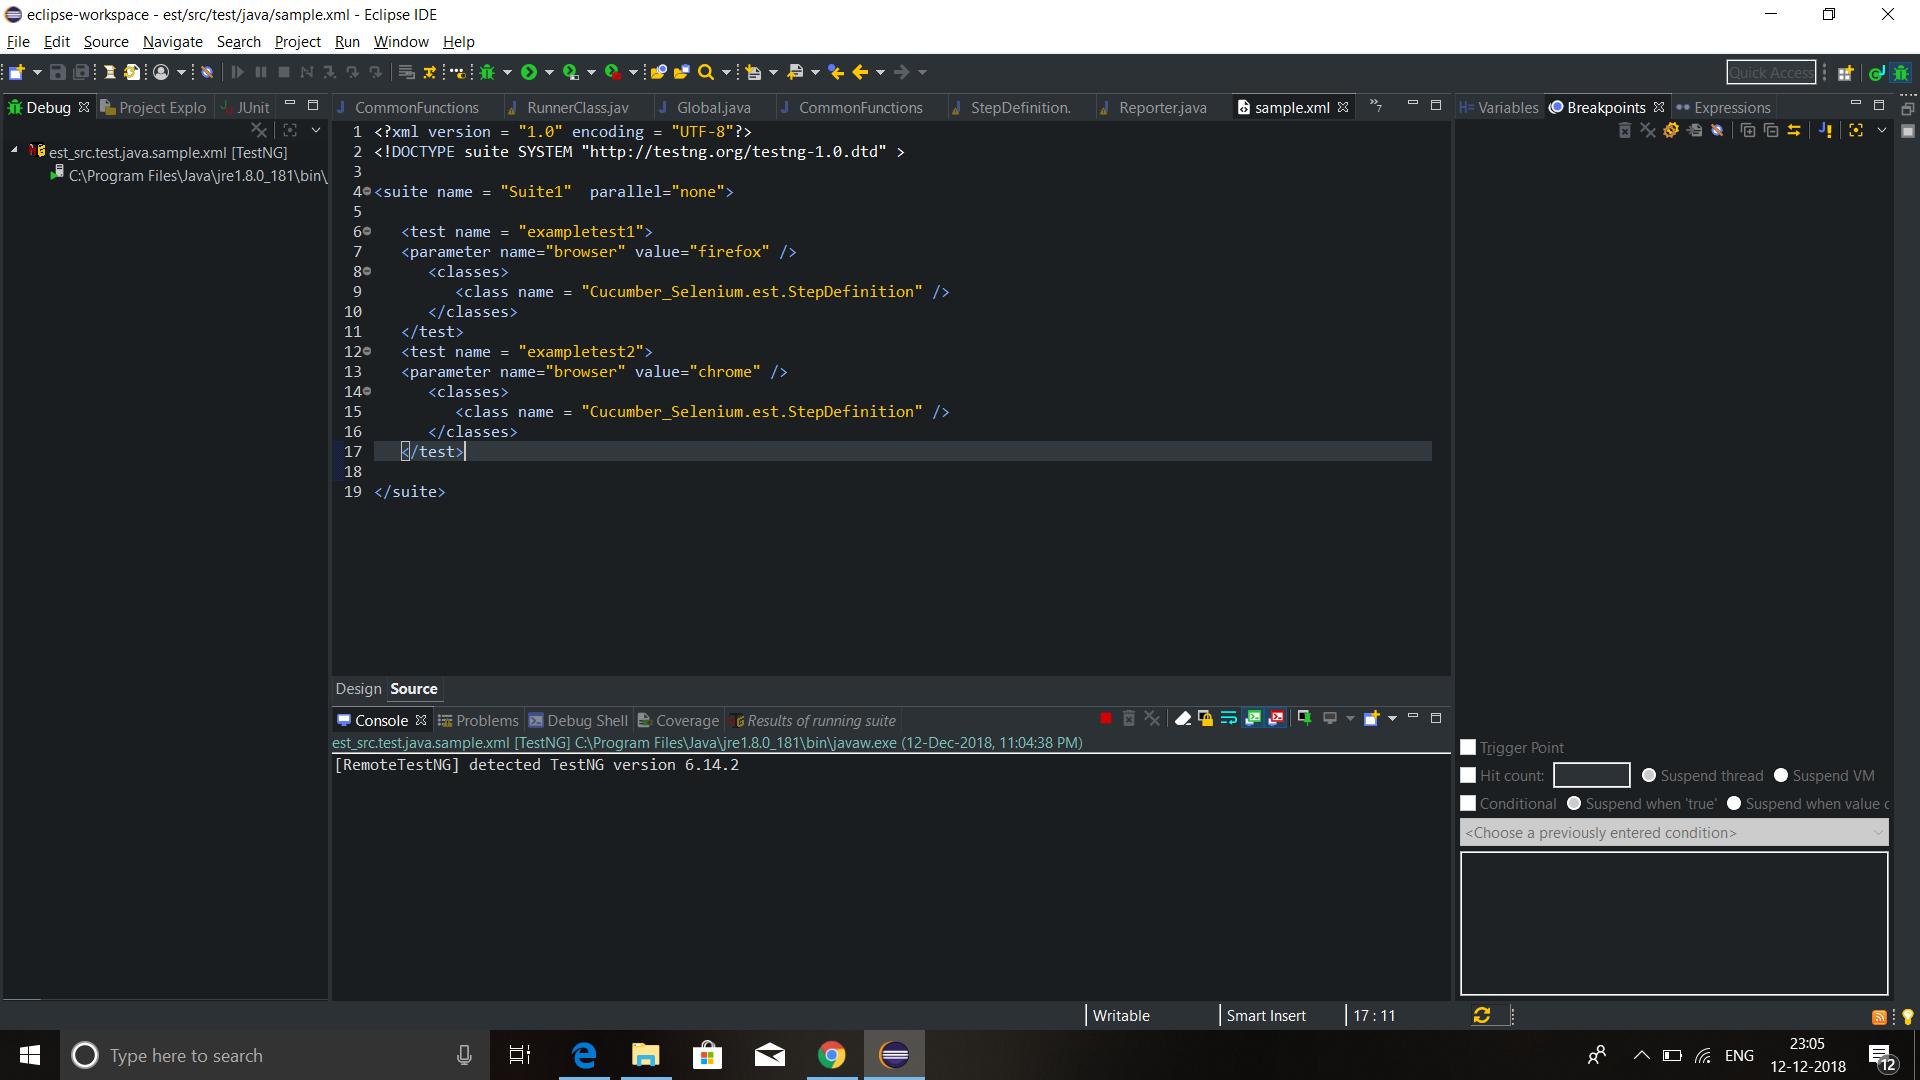 eclipse-workspace - est/src/test/java/sample.xml - Eclipse IDE
File Edit Source Navigate Search Project Run Window Help
Quick Access
Debug Project Explo JUnit
CommonFunctions RunnerClass.jav Global.java CommonFunctions StepDefinition. Reporter.java sample.xml »7
Variables Breakpoints Expressions
est_src.test.java.sample.xml [TestNG]
C:\Program Files\Java\jre1.8.0_181\bin\
1 <?xml version = "1.0" encoding = "UTF-8"?>
2 <!DOCTYPE suite SYSTEM "http://testng.org/testng-1.0.dtd" >
3
4 <suite name = "Suite1"  parallel="none">
5
6 <test name = "exampletest1">
7 <parameter name="browser" value="firefox" />
8 <classes>
9 <class name = "Cucumber_Selenium.est.StepDefinition" />
10 </classes>
11 </test>
12 <test name = "exampletest2">
13 <parameter name="browser" value="chrome" />
14 <classes>
15 <class name = "Cucumber_Selenium.est.StepDefinition" />
16 </classes>
17 </test>
18
19 </suite>
Design Source
Console Problems Debug Shell Coverage Results of running suite
est_src.test.java.sample.xml [TestNG] C:\Program Files\Java\jre1.8.0_181\bin\javaw.exe (12-Dec-2018, 11:04:38 PM)
[RemoteTestNG] detected TestNG version 6.14.2
Trigger Point
Hit count: Suspend thread Suspend VM
Conditional Suspend when 'true' Suspend when value c
<Choose a previously entered condition>
Writable Smart Insert 17 : 11
Type here to search
ENG
23:05
12-12-2018
12